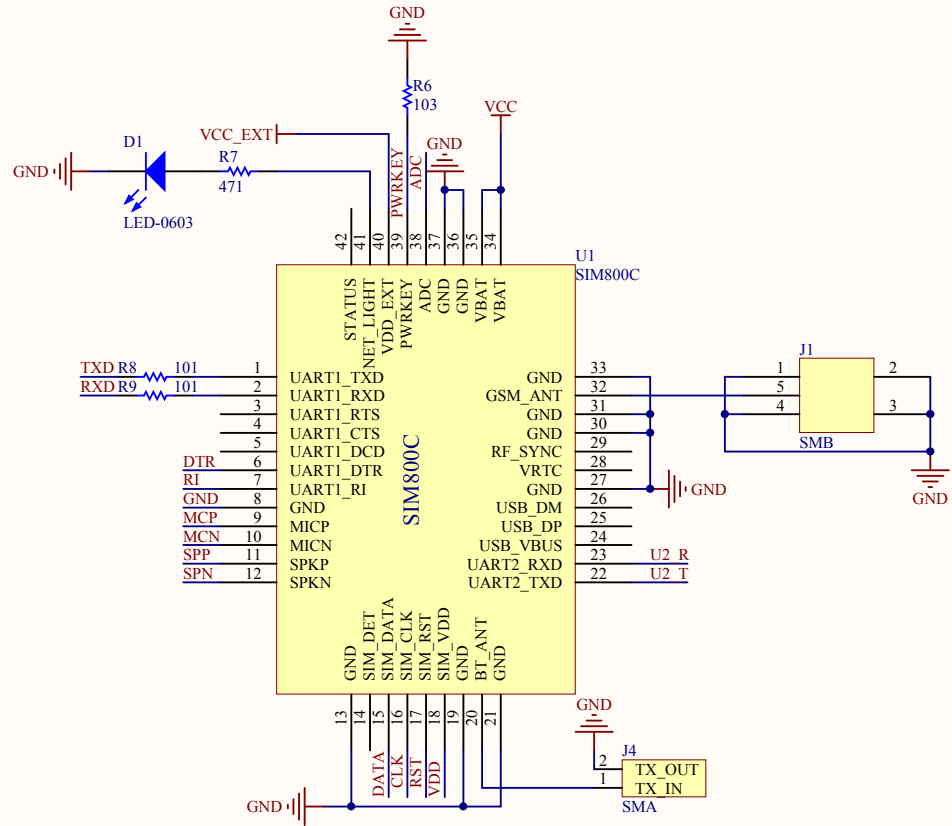 GND
R6
103
VCC
VCC_EXT
GND
D1
R7
GND
471
LED-0603
PWRKEY
ADC
42
41
40
39
38
37
36
35
34
U1
SIM800C
STATUS
NET_LIGHT
VDD_EXT
PWRKEY
ADC
GND
GND
VBAT
VBAT
TXD R8 101 1 UART1_TXD
RXD R9 101 2 UART1_RXD
3 UART1_RTS
4 UART1_CTS
5 UART1_DCD
DTR 6 UART1_DTR
RI 7 UART1_RI
GND 8 GND
MCP 9 MICP
MCN 10 MICN
SPP 11 SPKP
SPN 12 SPKN
SIM800C
GND 33
GSM_ANT 32
GND 31
GND 30
RF_SYNC 29
VRTC 28
GND 27
GND
USB_DM 26
USB_DP 25
USB_VBUS 24
UART2_RXD 23 U2_R
UART2_TXD 22 U2_T
J1
1 2
5
4 3
SMB
GND
GND
SIM_DET
SIM_DATA
SIM_CLK
SIM_RST
SIM_VDD
GND
BT_ANT
GND
13
14
15
16
17
18
19
20
21
DATA
CLK
RST
VDD
GND
GND
J4
2 TX_OUT
1 TX_IN
SMA